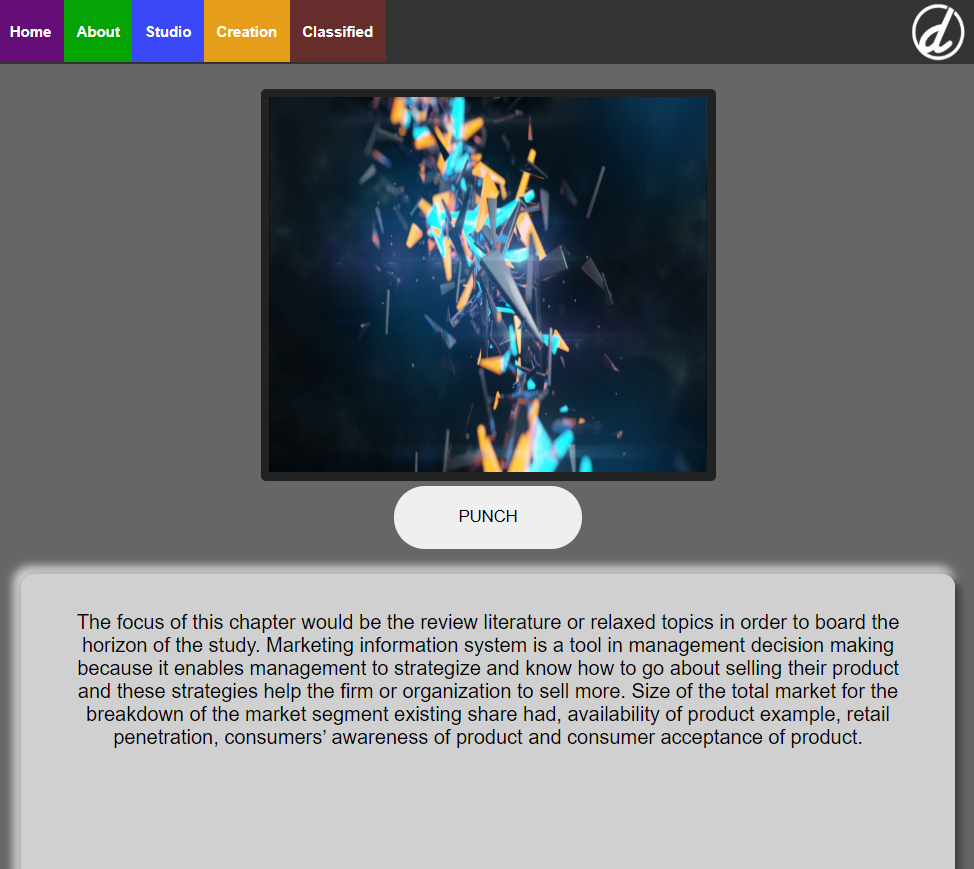 Home About Studio Creation Classified
d
PUNCH
The focus of this chapter would be the review literature or relaxed topics in order to board the
horizon of the study. Marketing information system is a tool in management decision making
because it enables management to strategize and know how to go about selling their product
and these strategies help the firm or organization to sell more. Size of the total market for the
breakdown of the market segment existing share had, availability of product example, retail
penetration, consumers’ awareness of product and consumer acceptance of product.